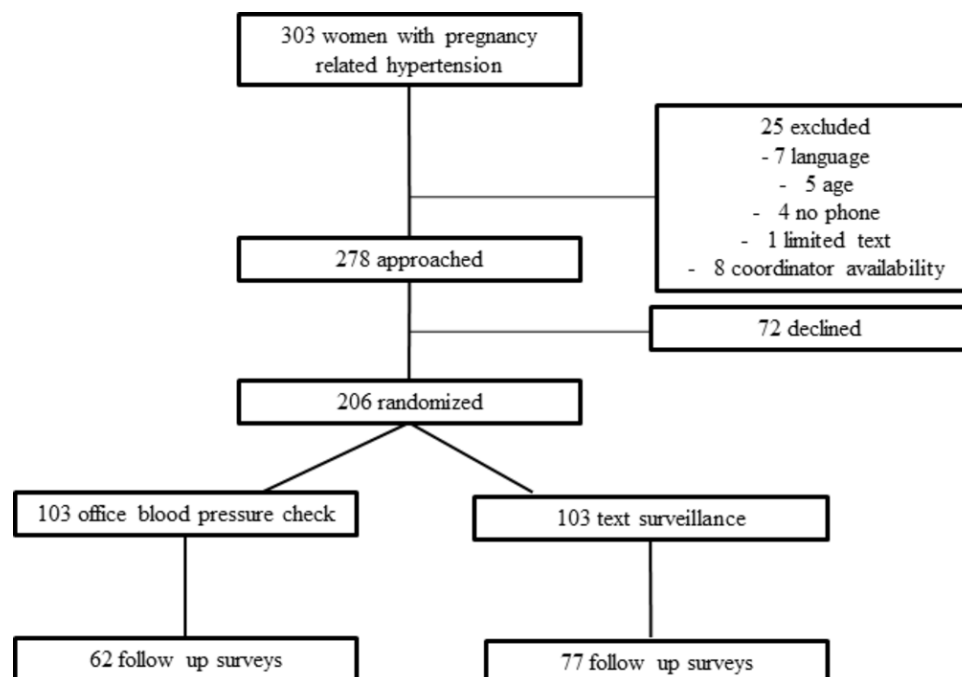 303 women with pregnancy
related hypertension
25 excluded
- 7 language
- 5 age
- 4 no phone
- 1 limited text
- 8 coordinator availability
278 approached
72 declined
206 randomized
103 office blood pressure check
103 text surveillance
62 follow up surveys
77 follow up surveys